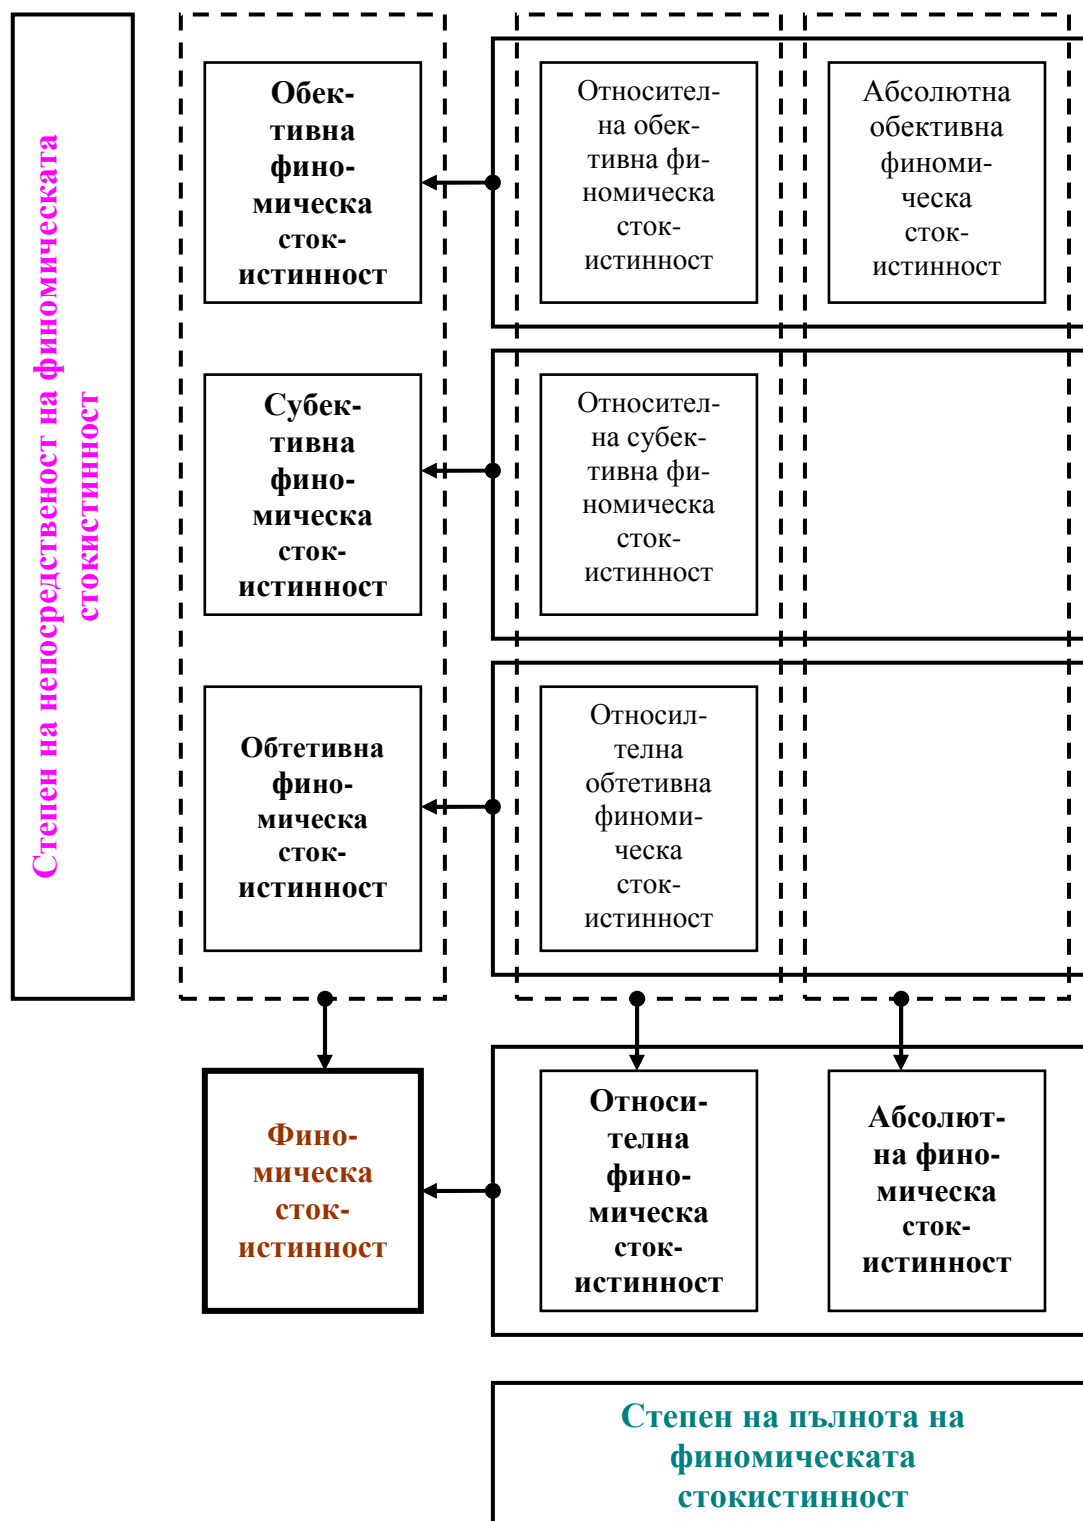 Степен на непосредственост на финомическата
стокистинност
Обек-
тивна
фино-
мическа
сток-
истинност
Относител-
на обек-
тивна фи-
номическа
сток-
истинност
Абсолютна
обективна
финоми-
ческа
сток-
истинност
Субек-
тивна
фино-
мическа
сток-
истинност
Относител-
на субек-
тивна фи-
номическа
сток-
истинност
Обтетивна
фино-
мическа
сток-
истинност
Относил-
телна
обтетивна
финоми-
ческа
сток-
истинност
Фино-
мическа
сток-
истинност
Относи-
телна
фино-
мическа
сток-
истинност
Абсолют-
на фино-
мическа
сток-
истинност
Степен на пълнота на
финомическата
стокистинност